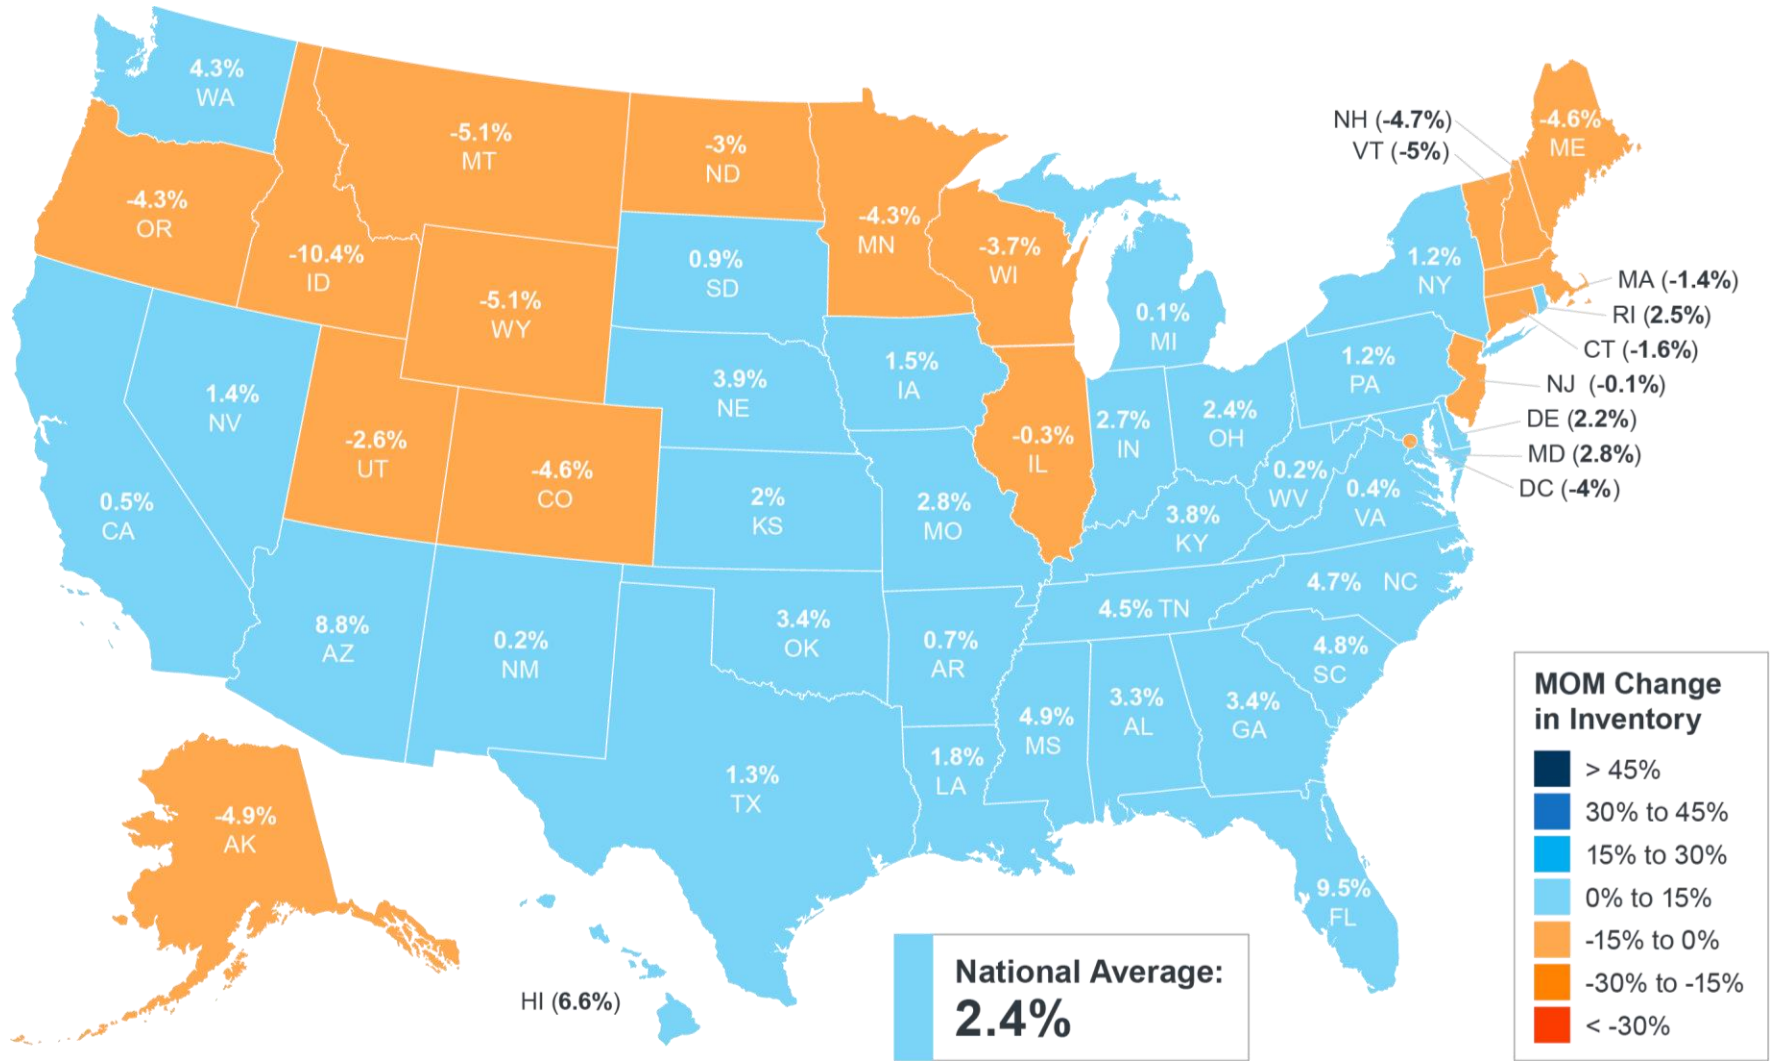 4.3%
WA
-4.3%
OR
-10.4%
ID
-5.1%
MT
-3%
ND
-4.3%
MN
-3.7%
WI
-5.1%
WY
0.9%
SD
0.1%
MI
NH (-4.7%)
VT (-5%)
-4.6%
ME
1.2%
NY
MA (-1.4%)
RI (2.5%)
CT (-1.6%)
NJ (-0.1%)
DE (2.2%)
MD (2.8%)
DC (-4%)
1.2%
PA
1.4%
NV
-2.6%
UT
-4.6%
CO
3.9%
NE
1.5%
IA
-0.3%
IL
2.7%
IN
2.4%
OH
0.2%
WV
0.4%
VA
0.5%
CA
2%
KS
2.8%
MO
3.8%
KY
4.5% TN
4.7% NC
8.8%
AZ
0.2%
NM
3.4%
OK
0.7%
AR
4.8%
SC
4.9%
MS
3.3%
AL
3.4%
GA
1.3%
TX
1.8%
LA
9.5%
FL
-4.9%
AK
HI (6.6%)
National Average:
2.4%
MOM Change
in Inventory
> 45%
30% to 45%
15% to 30%
0% to 15%
-15% to 0%
-30% to -15%
< -30%